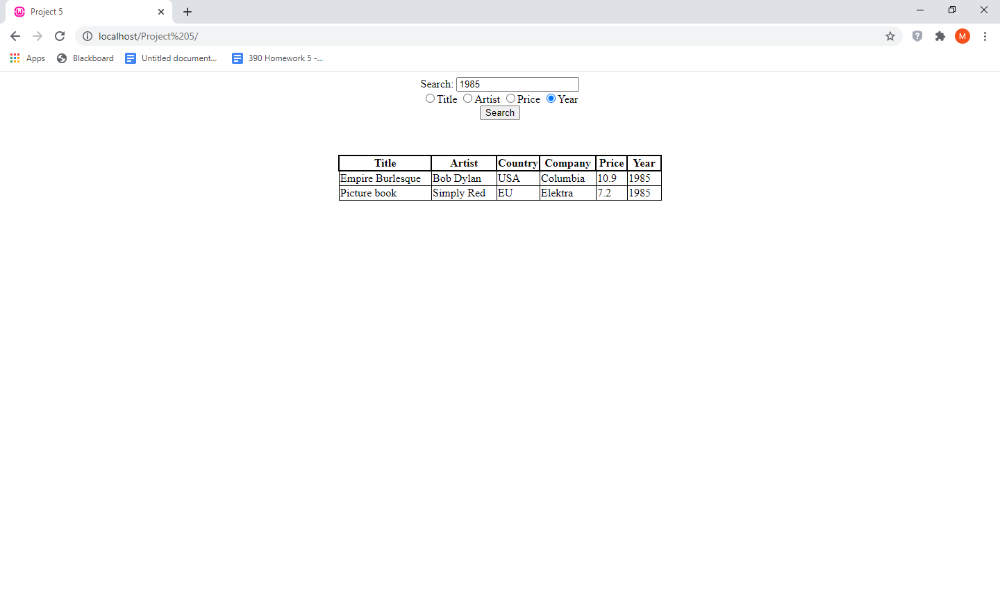 Project 5
localhost/Project%205/
M
Apps Blackboard Untitled document... 390 Homework 5 -...
Search: 1985
Title Artist Price Year
Search
Title Artist Country Company Price Year
Empire Burlesque Bob Dylan USA Columbia 10.9 1985
Picture book Simply Red EU Elektra 7.2 1985